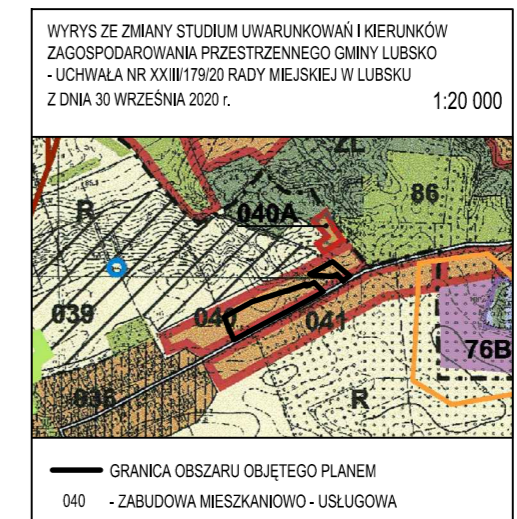 WYRYS ZE ZMIANY STUDIUM UWARUNKOWAŃ I KIERUNKÓW
ZAGOSPODAROWANIA PRZESTRZENNEGO GMINY LUBSKO
- UCHWAŁA NR XXIII/179/20 RADY MIEJSKIEJ W LUBSKU
Z DNIA 30 WRZEŚNIA 2020 r. 1:20 000
ZL
86
R
040A
039
04
041
76B
R
GRANICA OBSZARU OBJĘTEGO PLANEM
040 - ZABUDOWA MIESZKANIOWO - USŁUGOWA